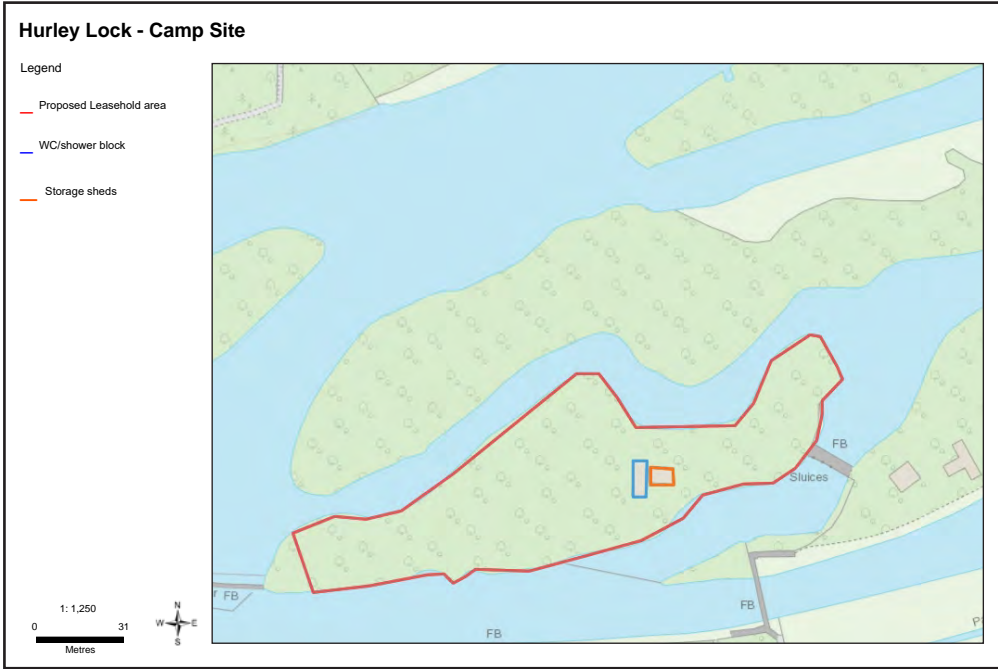 Hurley Lock - Camp Site
Legend
Proposed Leasehold area
WC/shower block
Storage sheds
FB
Sluices
FB
FB
FB
1: 1,250
0 31
Metres
N
W E
S